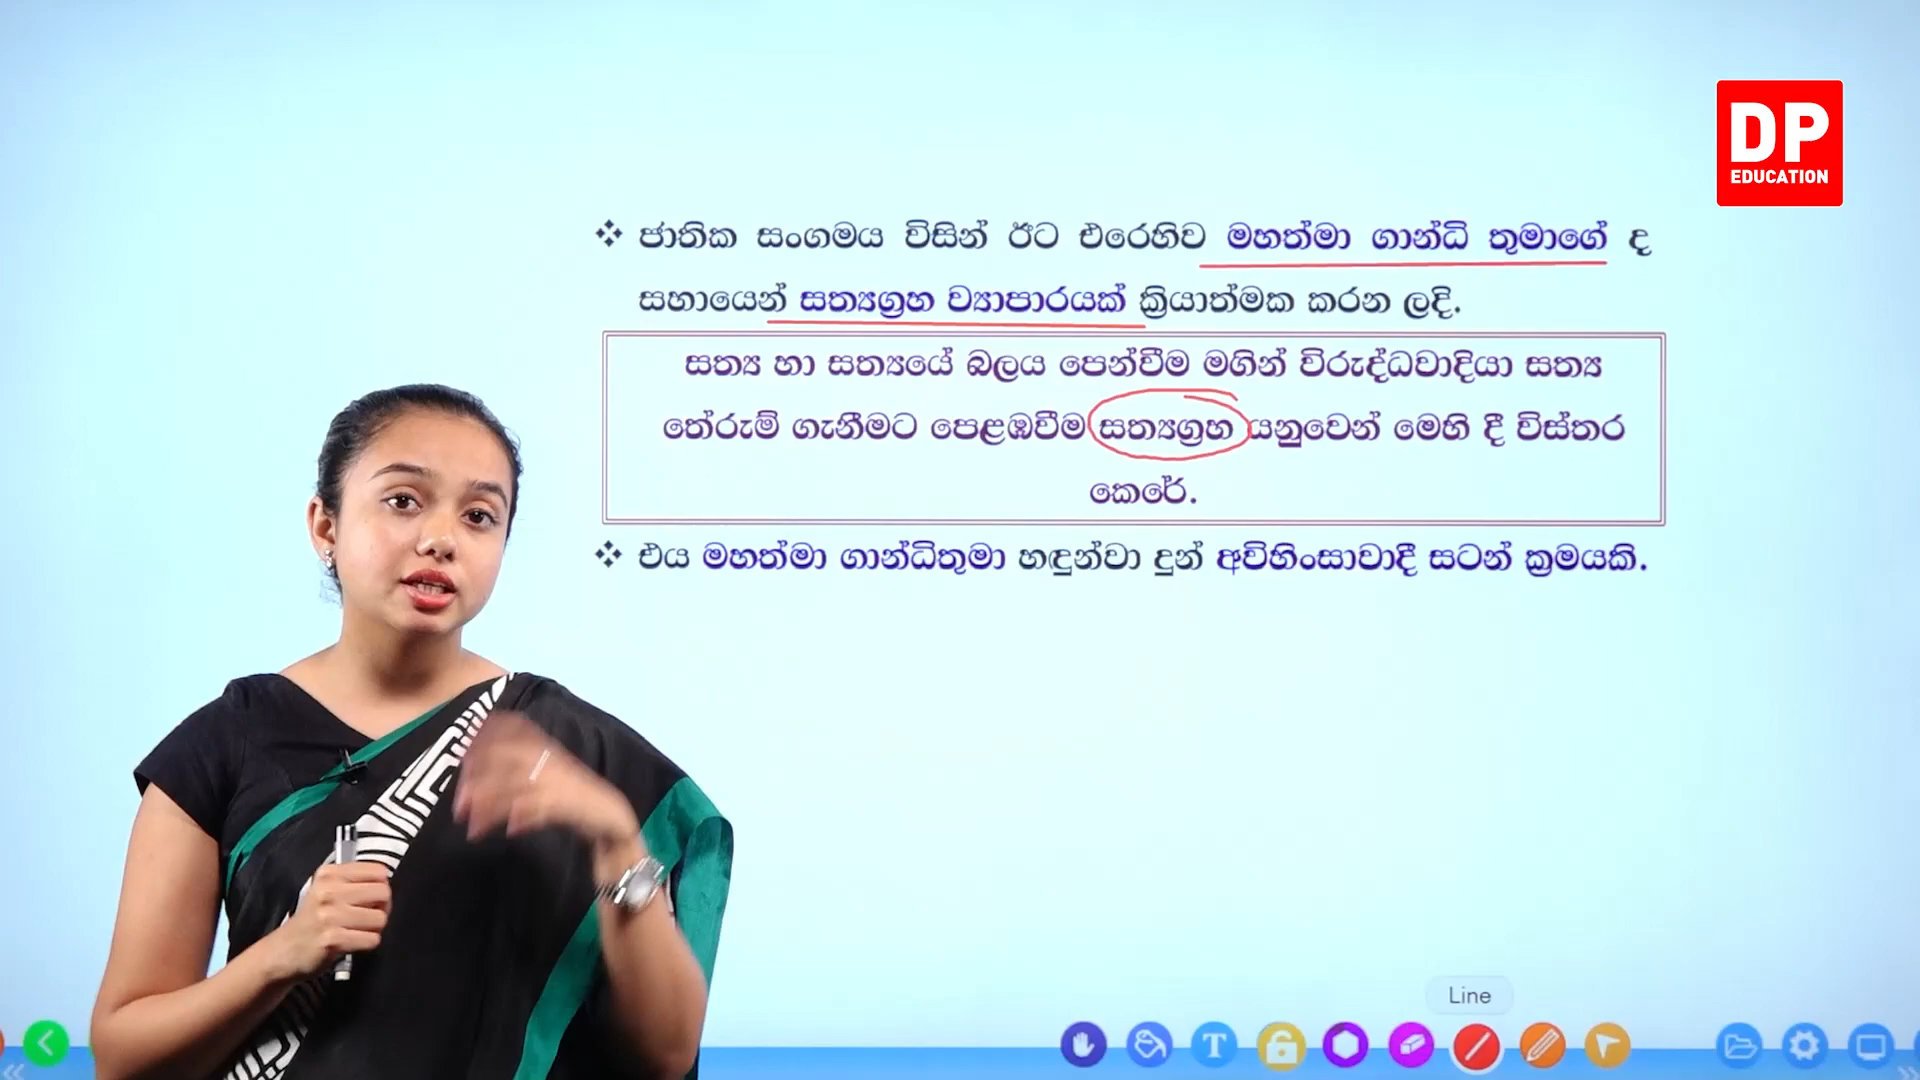 DP
EDUCATION
❖ ජාතික සංගමය විසින් ඊට එරෙහිව මහත්මා ගාන්ධි තුමාගේ ද
සහායෙන් සත්‍යග්‍රහ ව්‍යාපාරයක් ක්‍රියාත්මක කරන ලදි.
සත්‍ය හා සත්‍යයේ බලය පෙන්වීම මගින් විරුද්ධවාදියා සත්‍ය
තේරුම් ගැනීමට පෙළඹවීම සත්‍යග්‍රහ යනුවෙන් මෙහි දී විස්තර
කෙරේ.
❖ එය මහත්මා ගාන්ධිතුමා හඳුන්වා දුන් අවිහිංසාවාදී සටන් ක්‍රමයකි.
Line
T